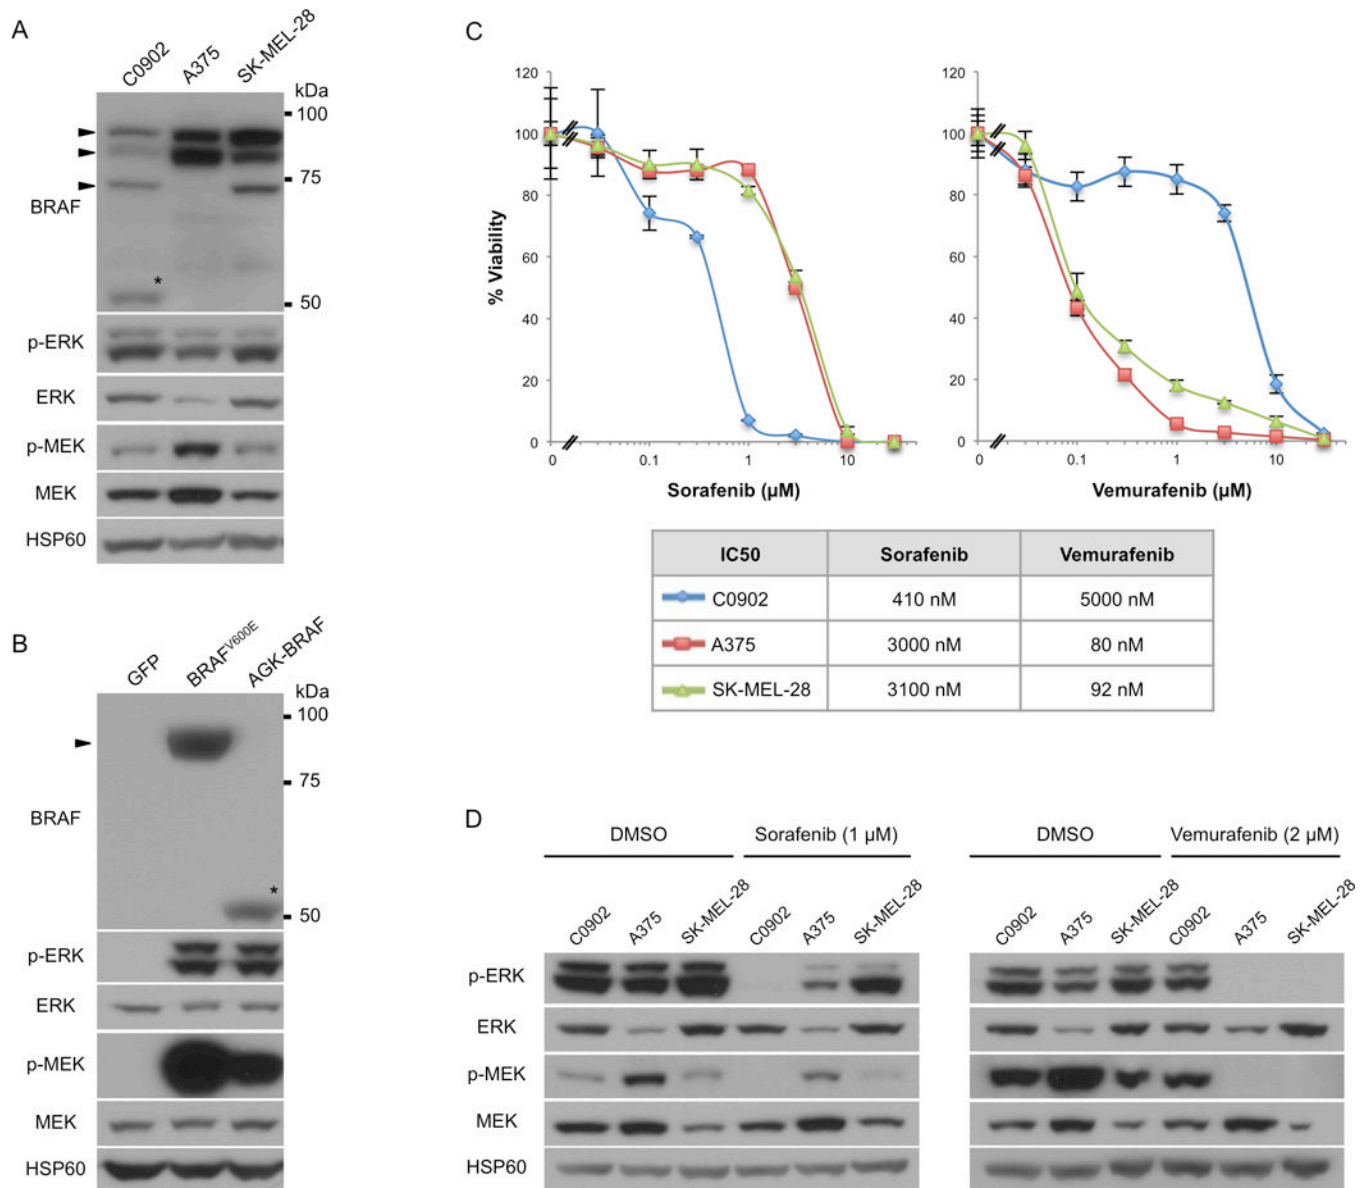 A
C0902 A375 SK-MEL-28
kDa
100
75
BRAF
*
50
p-ERK
ERK
p-MEK
MEK
HSP60
B
GFP BRAFV600E AGK-BRAF
kDa
100
75
BRAF
*
50
p-ERK
ERK
p-MEK
MEK
HSP60
C
120
100
80
60
40
20
0
% Viability
0 0.1 1 10
Sorafenib (µM)
120
100
80
60
40
20
0
0 0.1 1 10
Vemurafenib (µM)
IC50 Sorafenib Vemurafenib
C0902 410 nM 5000 nM
A375 3000 nM 80 nM
SK-MEL-28 3100 nM 92 nM
D
DMSO Sorafenib (1 µM) DMSO Vemurafenib (2 µM)
C0902 A375 SK-MEL-28 C0902 A375 SK-MEL-28 C0902 A375 SK-MEL-28 C0902 A375 SK-MEL-28
p-ERK
ERK
p-MEK
MEK
HSP60